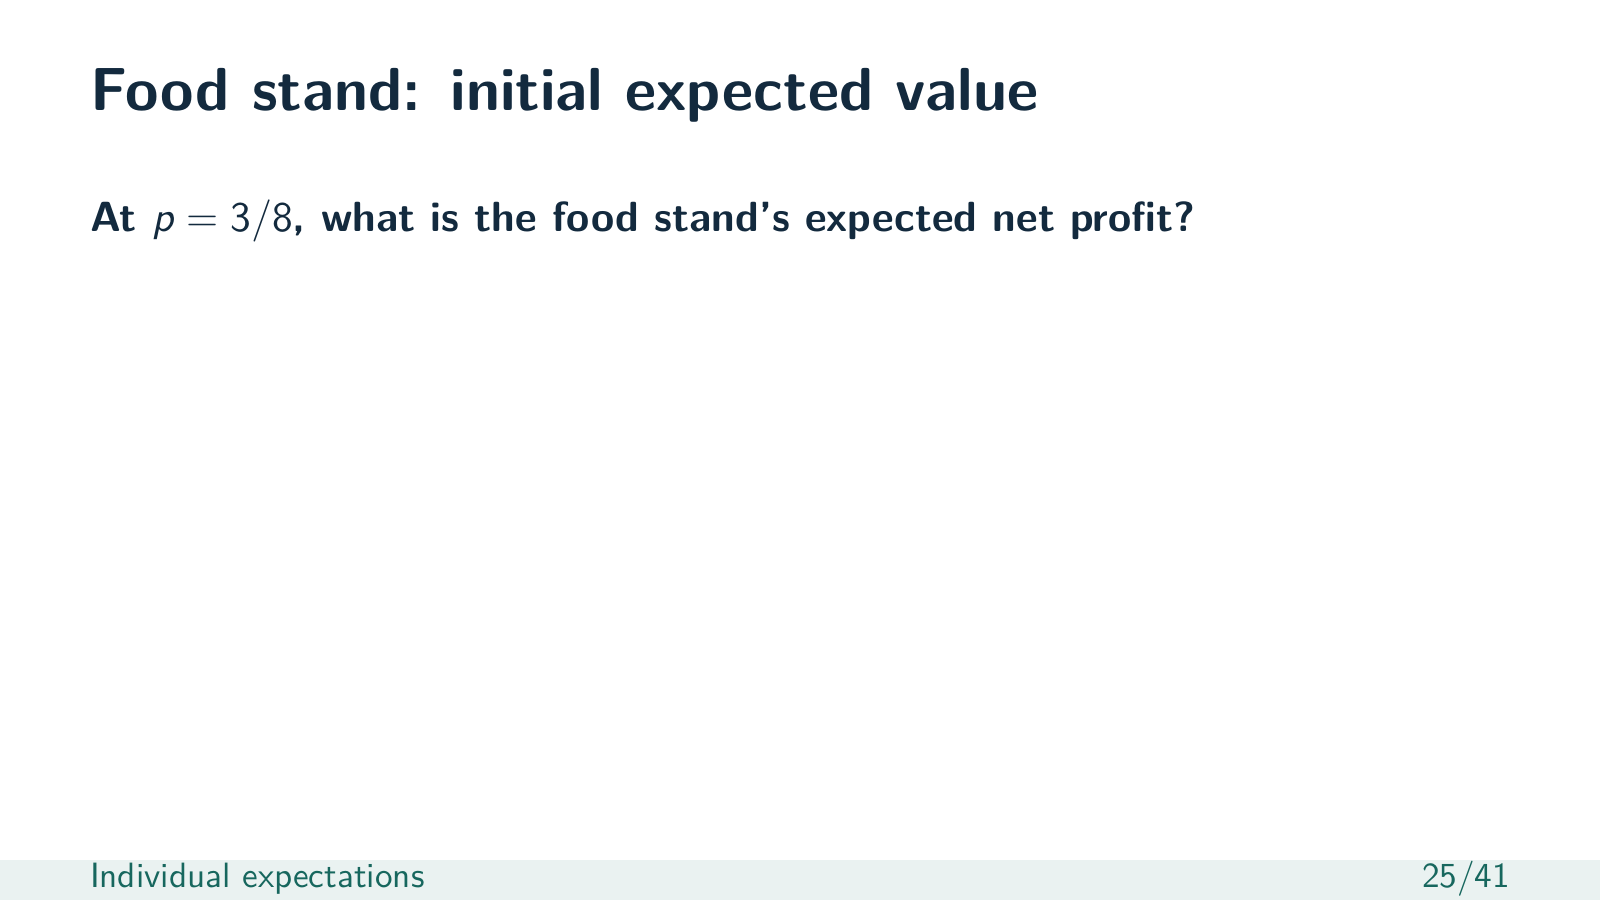 Food stand: initial expected value
At p = 3/8, what is the food stand's expected net profit?
Individual expectations
25/41